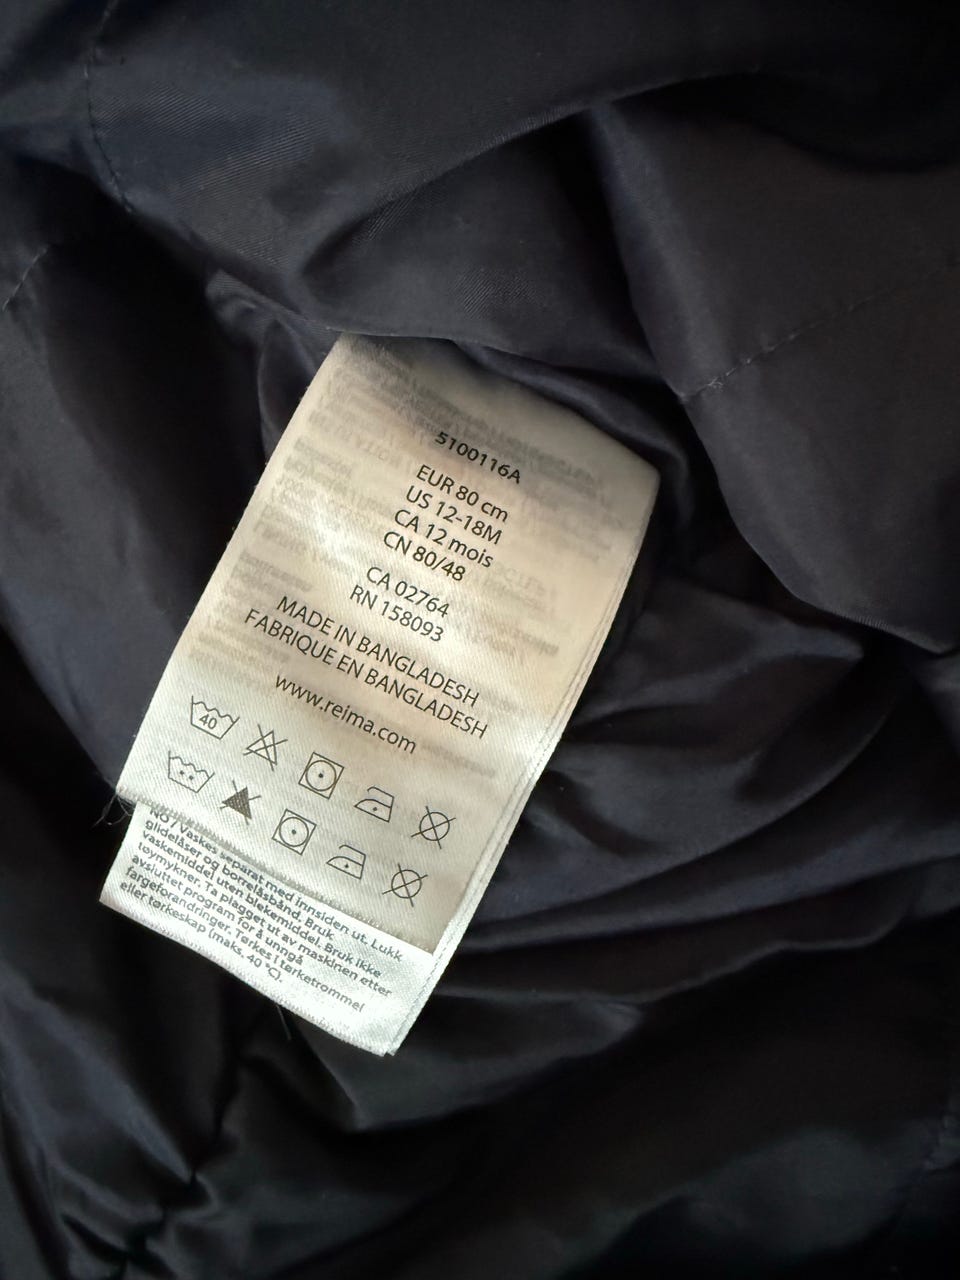 5100116A
EUR 80 cm
US 12-18M
CA 12 mois
CN 80/48
CA 02764
RN 158093
MADE IN BANGLADESH
FABRIQUE EN BANGLADESH
www.reima.com
40
NO / Vaskes separat med innsiden ut. Lukk
glidelåser og borrelåsbånd. Bruk
vaskemiddel uten blekemiddel. Bruk ikke
tøymykner. Ta plagget ut av maskinen etter
avsluttet program for å unngå
fargeforandringer. Tørkes i tørketrommel
eller tørkeskap (maks. 40 °C).